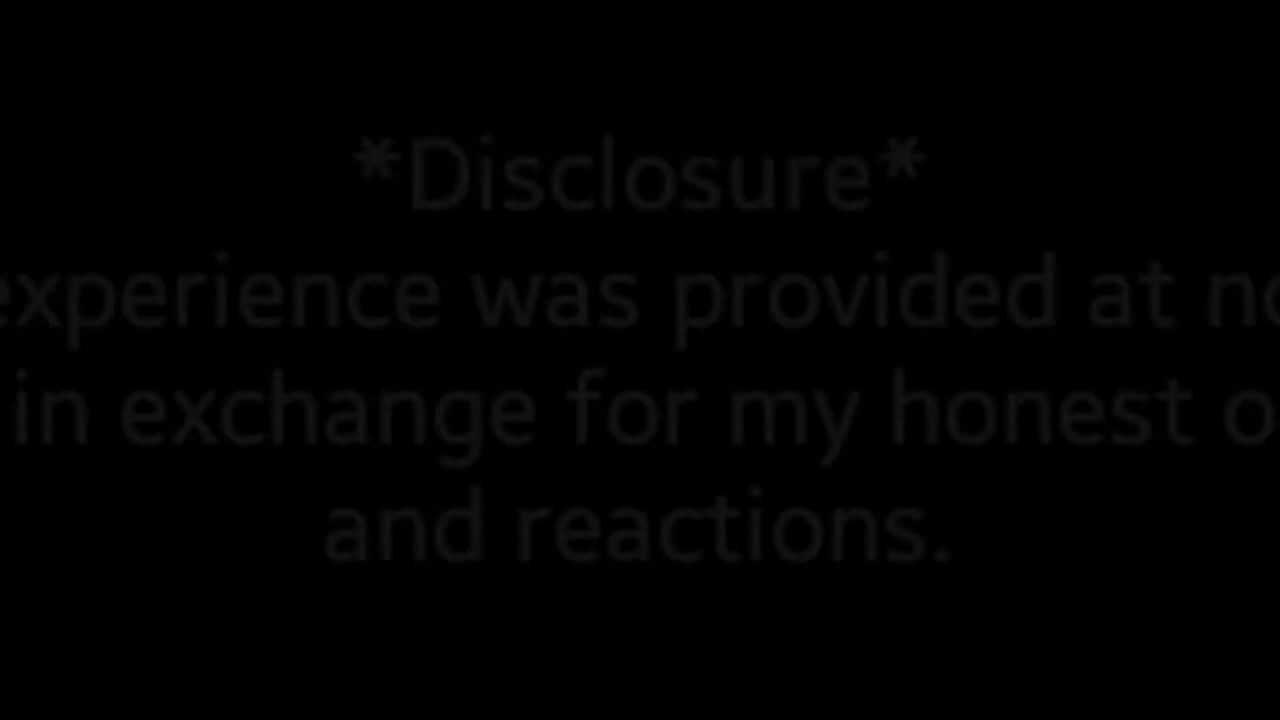 *Disclosure*
experience was provided at no
in exchange for my honest
and reactions.